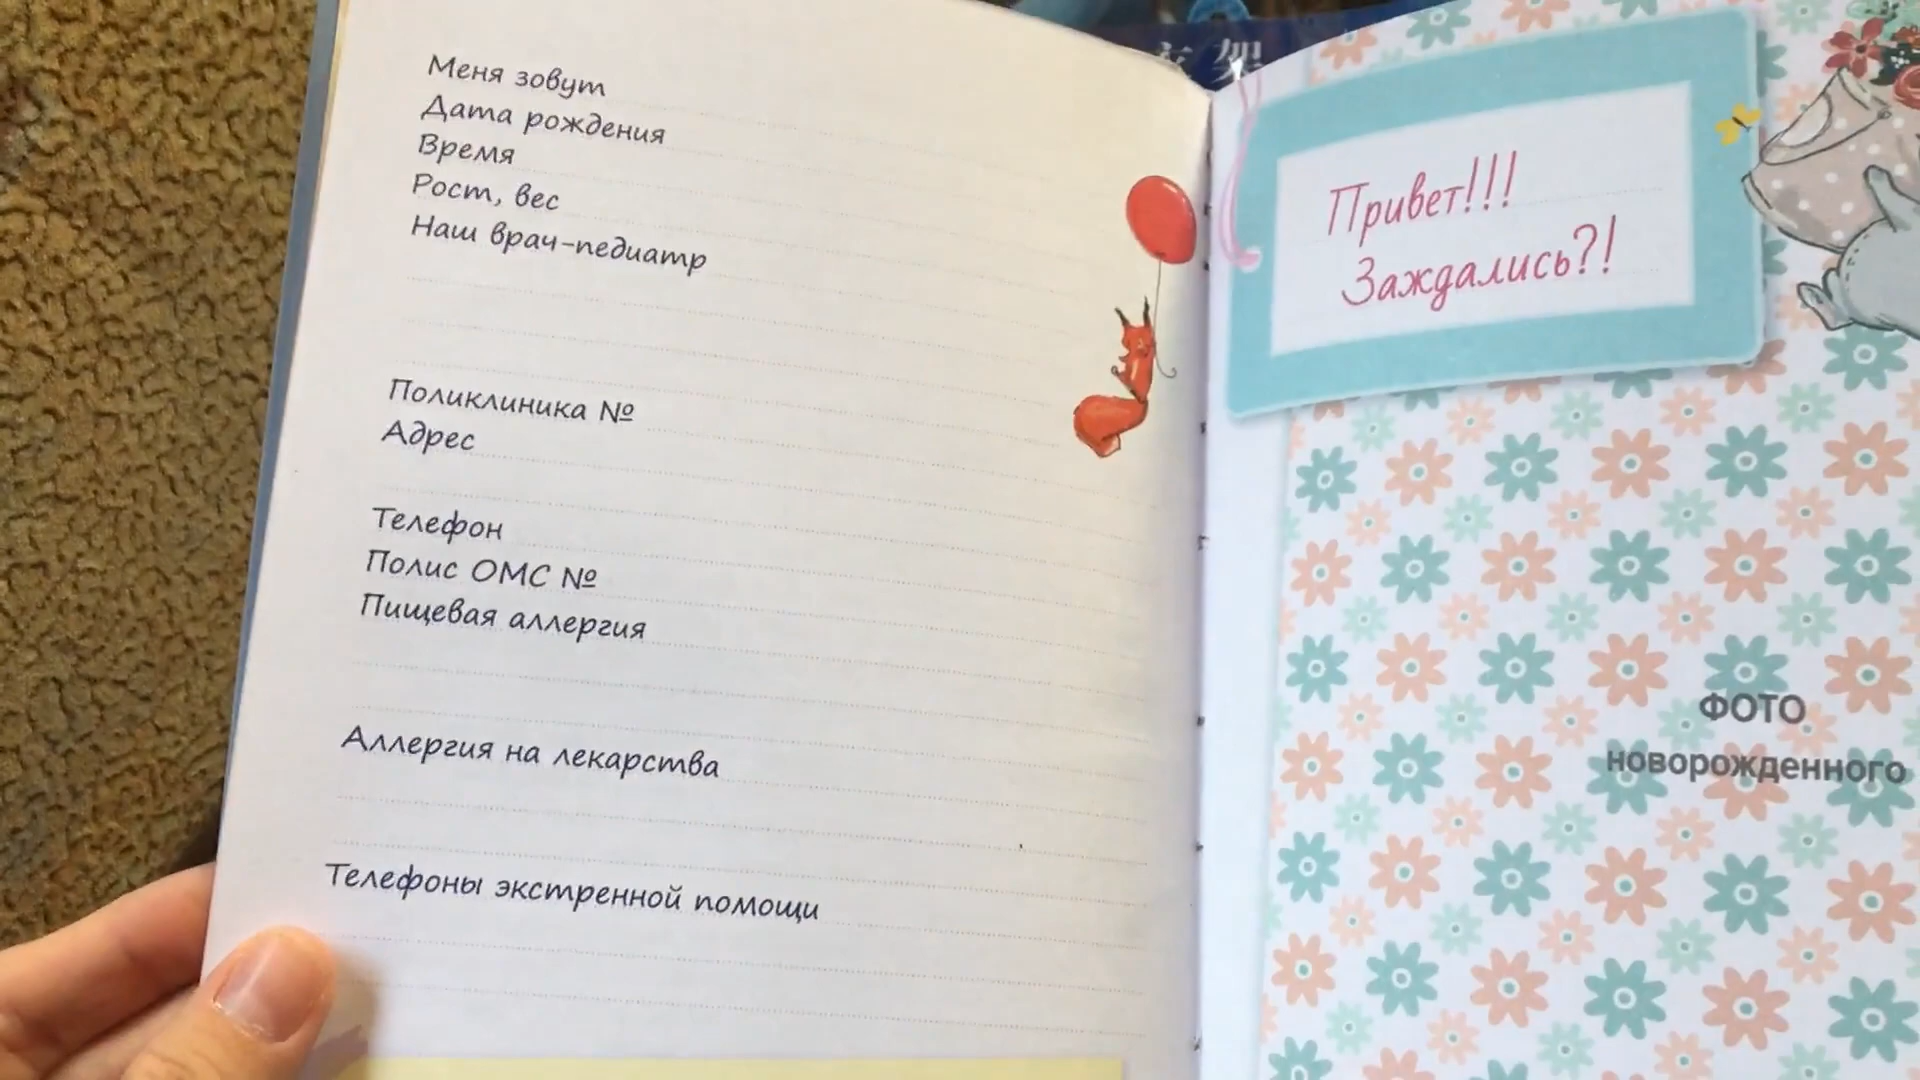 Меня зовут
Дата рождения
Время
Рост, вес
Наш врач-педиатр
Поликлиника №
Адрес
Телефон
Полис ОМС №
Пищевая аллергия
Аллергия на лекарства
Телефоны экстренной помощи
架
Привет!!!
Заждались?!
ФОТО
новорожденного